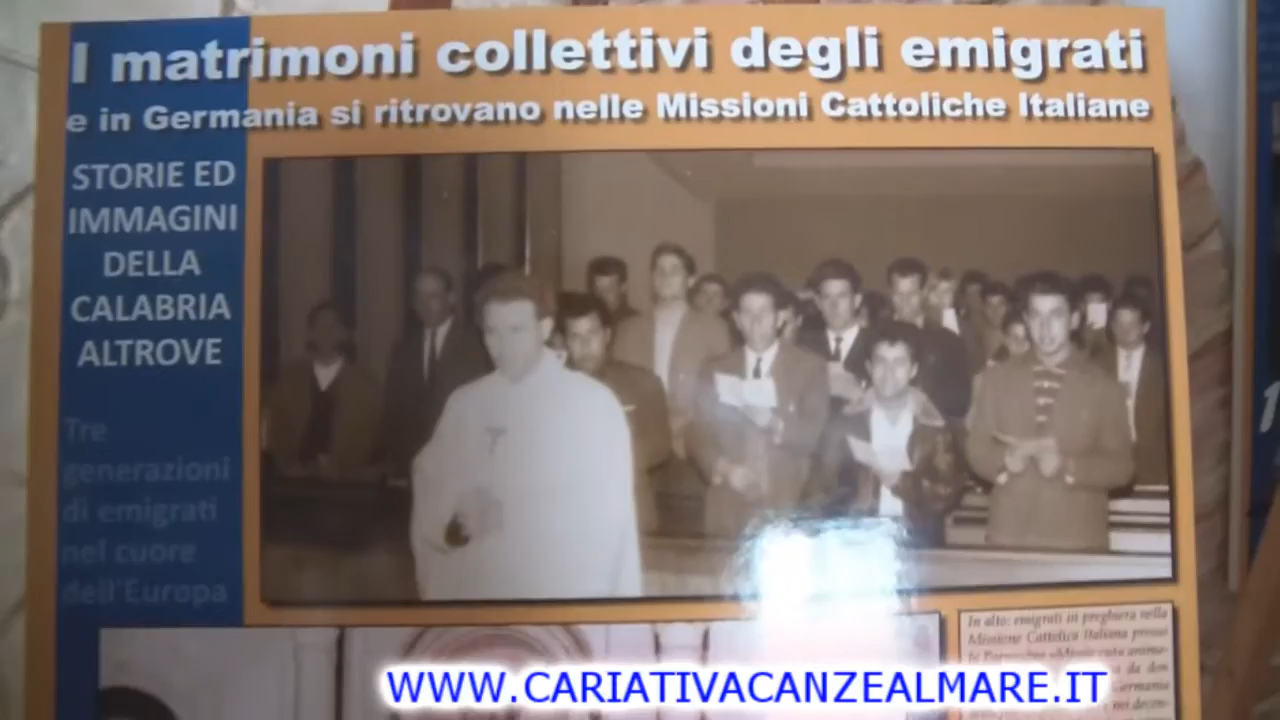 I matrimoni collettivi degli emigrati
e in Germania si ritrovano nelle Missioni Cattoliche Italiane
STORIE ED
IMMAGINI
DELLA
CALABRIA
ALTROVE
Tre
generazioni
di emigrati
nel cuore
dell'Europa
In alto: emigrati in preghiera nella
Missione Cattolica Italiana presso
da don
WWW.CARIATIVACANZEALMARE.IT